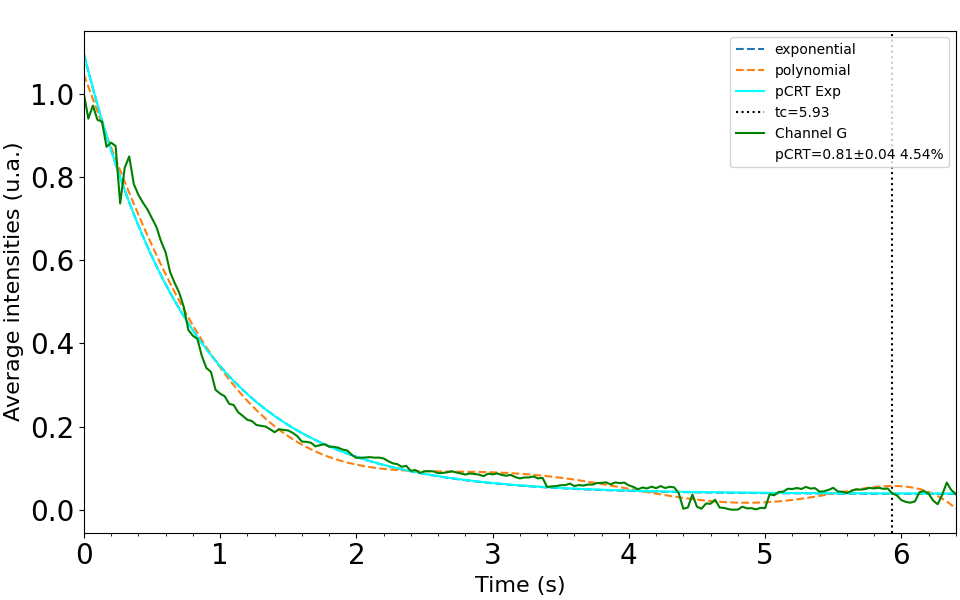 exponential
polynomial
pCRT Exp
tc=5.93
Channel G
pCRT=0.81±0.04 4.54%
Average intensities (u.a.)
1.0
0.8
0.6
0.4
0.2
0.0
0 1 2 3 4 5 6
Time (s)